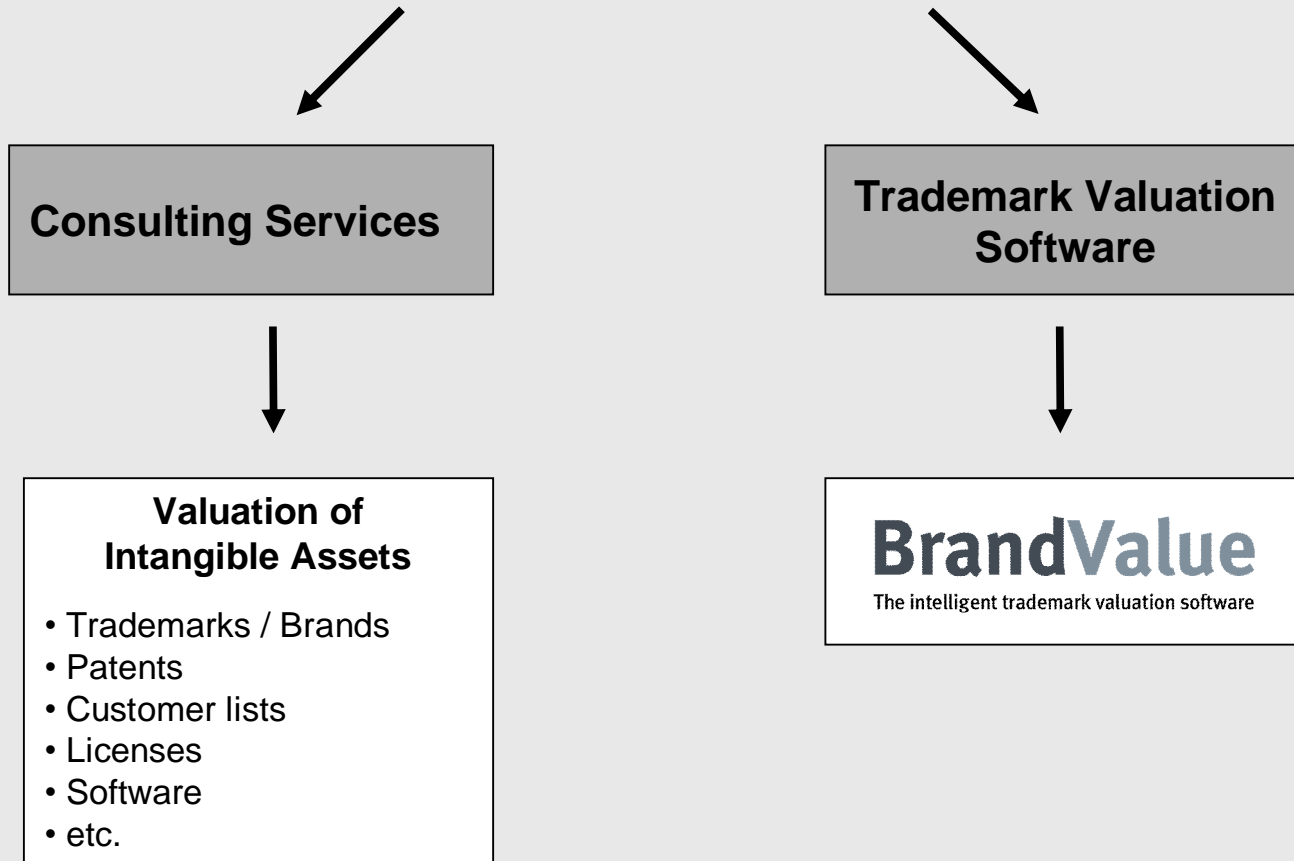 Consulting Services
Trademark Valuation
Software
Valuation of
Intangible Assets
• Trademarks / Brands
• Patents
• Customer lists
• Licenses
• Software
• etc.
BrandValue
The intelligent trademark valuation software